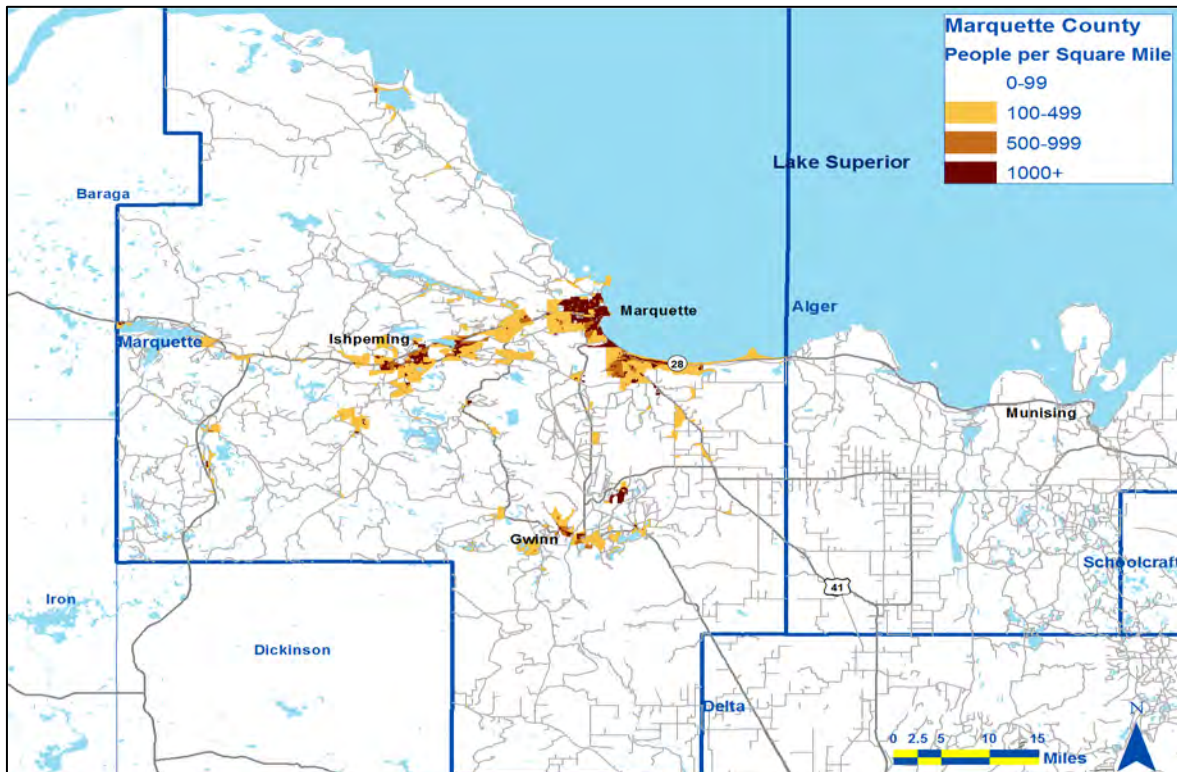 Marquette County
People per Square Mile
0-99
100-499
500-999
1000+
Lake Superior
Baraga
Marquette
Alger
Ishpeming
Marquette
28
Munising
Gwinn
Schoolcraft
41
Iron
Dickinson
Delta
N
0 2.5 5 10 15
Miles